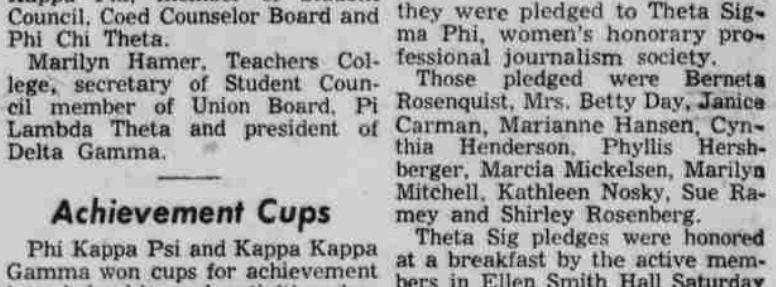 Council, Coed Counselor Board and
Phi Chi Theta.
Marilyn Hamer, Teachers Col-
lege, secretary of Student Coun-
cil member of Union Board, Pi
Lambda Theta and president of
Delta Gamma.
Achievement Cups
Phi Kappa Psi and Kappa Kappa
Gamma won cups for achievement
they were pledged to Theta Sig-
ma Phi, women's honorary pro-
fessional journalism society.
Those pledged were Berneta
Rosenquist, Mrs. Betty Day, Janice
Carman, Marianne Hansen, Cyn-
thia Henderson, Phyllis Hersh-
berger, Marcia Mickelsen, Marilyn
Mitchell, Kathleen Nosky, Sue Ra-
mey and Shirley Rosenberg.
Theta Sig pledges were honored
at a breakfast by the active mem-
bers in Ellen Smith Hall Saturday